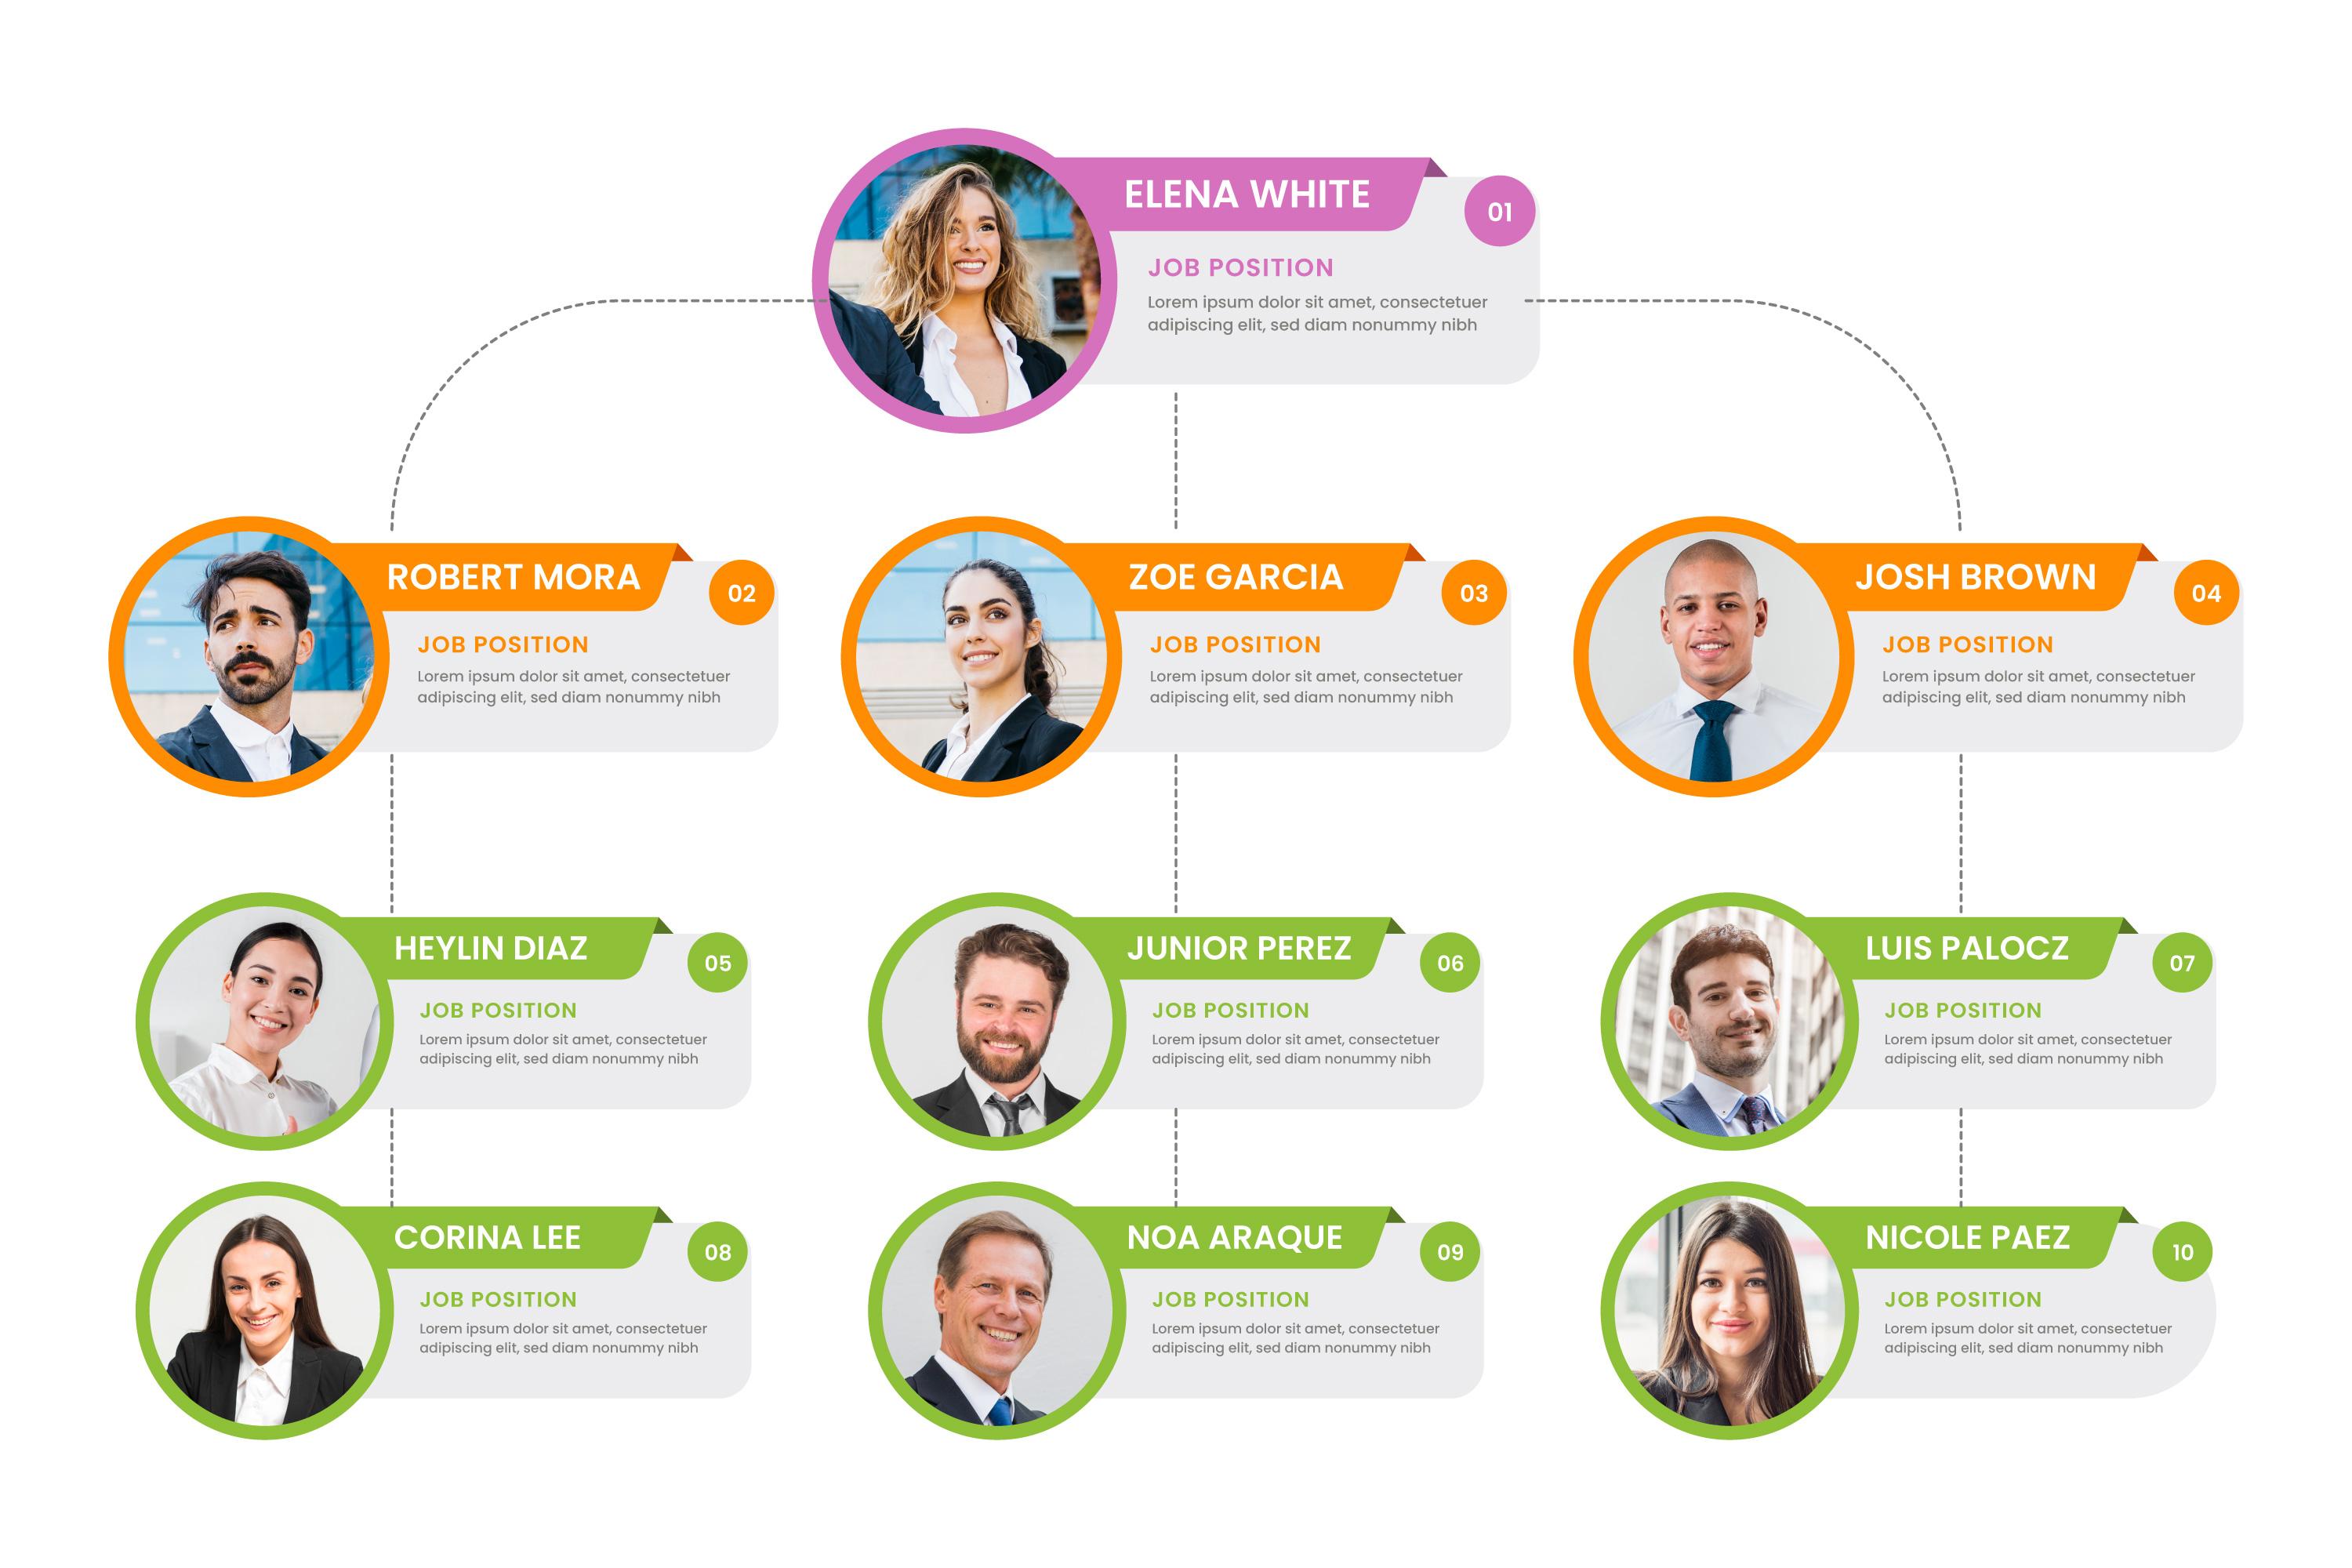 ELENA WHITE
01
JOB POSITION
Lorem ipsum dolor sit amet, consectetuer
adipiscing elit, sed diam nonummy nibh
ROBERT MORA
02
JOB POSITION
Lorem ipsum dolor sit amet, consectetuer
adipiscing elit, sed diam nonummy nibh
ZOE GARCIA
03
JOB POSITION
Lorem ipsum dolor sit amet, consectetuer
adipiscing elit, sed diam nonummy nibh
JOSH BROWN
04
JOB POSITION
Lorem ipsum dolor sit amet, consectetuer
adipiscing elit, sed diam nonummy nibh
HEYLIN DIAZ
05
JOB POSITION
Lorem ipsum dolor sit amet, consectetuer
adipiscing elit, sed diam nonummy nibh
JUNIOR PEREZ
06
JOB POSITION
Lorem ipsum dolor sit amet, consectetuer
adipiscing elit, sed diam nonummy nibh
LUIS PALOCZ
07
JOB POSITION
Lorem ipsum dolor sit amet, consectetuer
adipiscing elit, sed diam nonummy nibh
CORINA LEE
08
JOB POSITION
Lorem ipsum dolor sit amet, consectetuer
adipiscing elit, sed diam nonummy nibh
NOA ARAQUE
09
JOB POSITION
Lorem ipsum dolor sit amet, consectetuer
adipiscing elit, sed diam nonummy nibh
NICOLE PAEZ
10
JOB POSITION
Lorem ipsum dolor sit amet, consectetuer
adipiscing elit, sed diam nonummy nibh